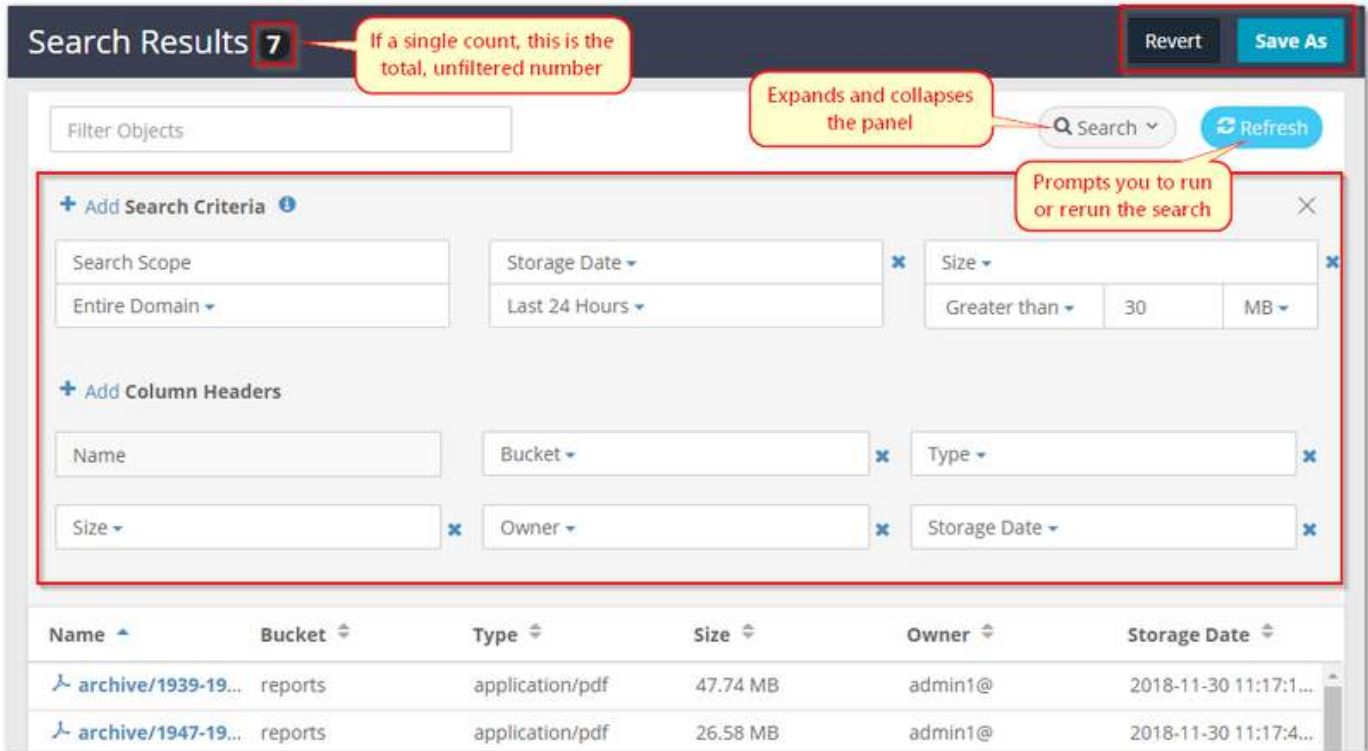 Search Results 7
If a single count, this is the
total, unfiltered number
Revert
Save As
Expands and collapses
the panel
Filter Objects
Search
Refresh
Prompts you to run
or rerun the search
+ Add Search Criteria
Search Scope
Storage Date
Size
Entire Domain
Last 24 Hours
Greater than 30 MB
+ Add Column Headers
Name
Bucket
Type
Size
Owner
Storage Date
Name Bucket Type Size Owner Storage Date
archive/1939-19... reports application/pdf 47.74 MB admin1@ 2018-11-30 11:17:1...
archive/1947-19... reports application/pdf 26.58 MB admin1@ 2018-11-30 11:17:4...